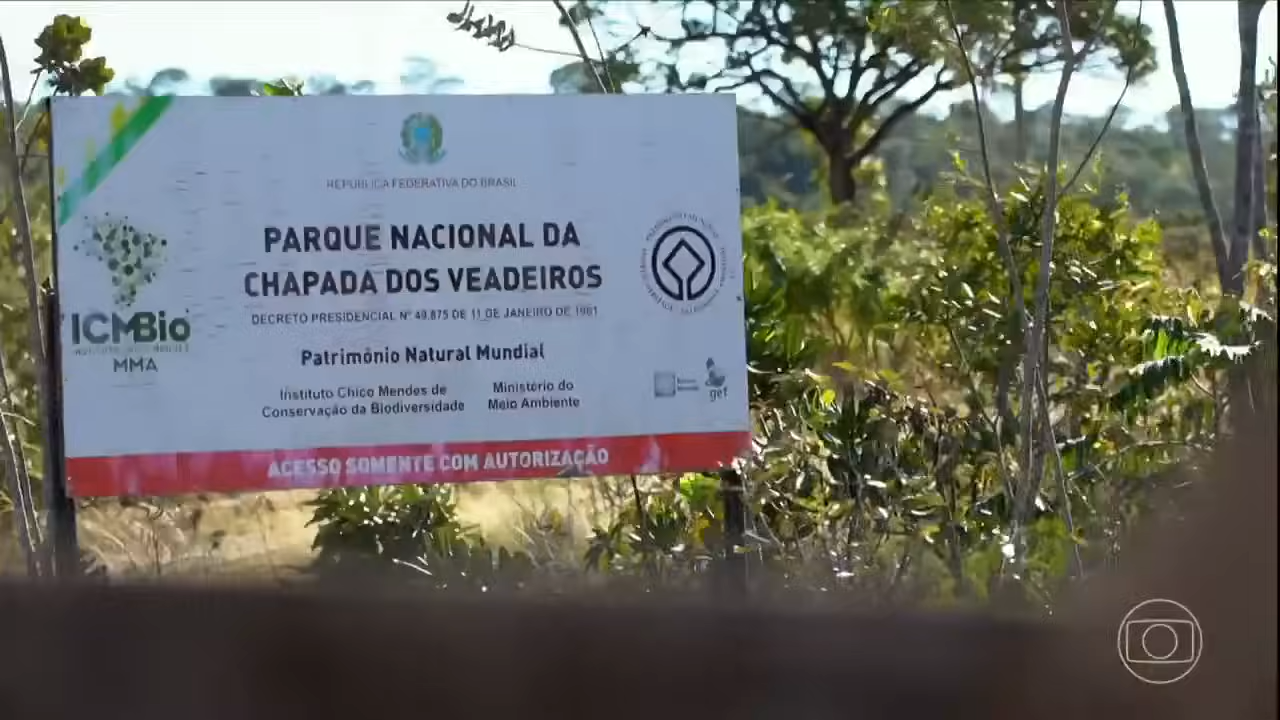 REPÚBLICA FEDERATIVA DO BRASIL
PARQUE NACIONAL DA
CHAPADA DOS VEADEIROS
DECRETO PRESIDENCIAL Nº 49.875 DE 11 DE JANEIRO DE 1961
Patrimônio Natural Mundial
Instituto Chico Mendes de
Conservação da Biodiversidade
Ministério do
Meio Ambiente
ICMBio
MMA
gef
ACESSO SOMENTE COM AUTORIZAÇÃO